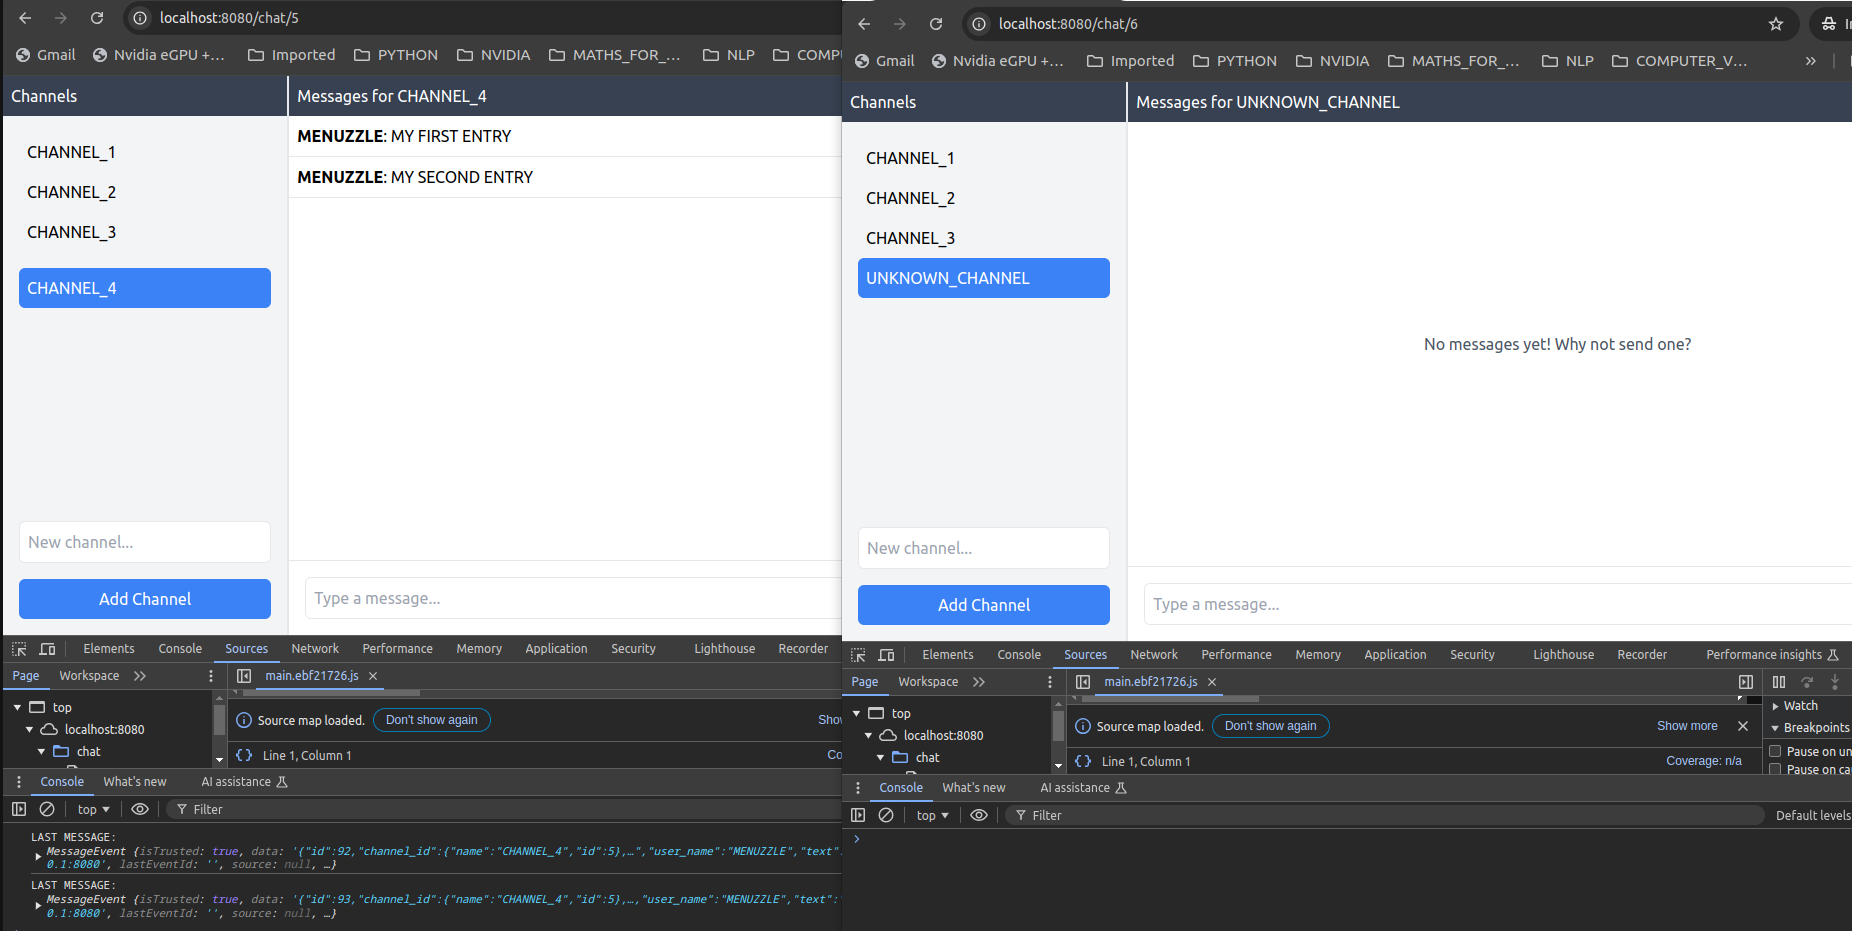 localhost:8080/chat/5
Gmail Nvidia eGPU +... Imported PYTHON NVIDIA MATHS_FOR_... NLP COMPU
Channels
Messages for CHANNEL_4
CHANNEL_1
CHANNEL_2
CHANNEL_3
CHANNEL_4
MENUZZLE: MY FIRST ENTRY
MENUZZLE: MY SECOND ENTRY
New channel...
Add Channel
Type a message...
Elements Console Sources Network Performance Memory Application Security Lighthouse Recorder
Page Workspace
main.ebf21726.js
top
localhost:8080
chat
Source map loaded. Don't show again Show
{} Line 1, Column 1 Co
Console What's new AI assistance
top Filter
LAST MESSAGE:
MessageEvent {isTrusted: true, data: '{"id":92,"channel_id":{"name":"CHANNEL_4","id":5},…","user_name":"MENUZZLE","text":
0.1:8080', lastEventId: '', source: null, …}
LAST MESSAGE:
MessageEvent {isTrusted: true, data: '{"id":93,"channel_id":{"name":"CHANNEL_4","id":5},…,"user_name":"MENUZZLE","text":
0.1:8080', lastEventId: '', source: null, …}
localhost:8080/chat/6
Gmail Nvidia eGPU +... Imported PYTHON NVIDIA MATHS_FOR_... NLP COMPUTER_V...
Channels
Messages for UNKNOWN_CHANNEL
CHANNEL_1
CHANNEL_2
CHANNEL_3
UNKNOWN_CHANNEL
No messages yet! Why not send one?
New channel...
Add Channel
Type a message...
Elements Console Sources Network Performance Memory Application Security Lighthouse Recorder Performance insights
Page Workspace
main.ebf21726.js
top
localhost:8080
chat
Source map loaded. Don't show again Show more
{} Line 1, Column 1 Coverage: n/a
Watch
Breakpoints
Pause on un
Pause on ca
Console What's new AI assistance
top Filter Default levels